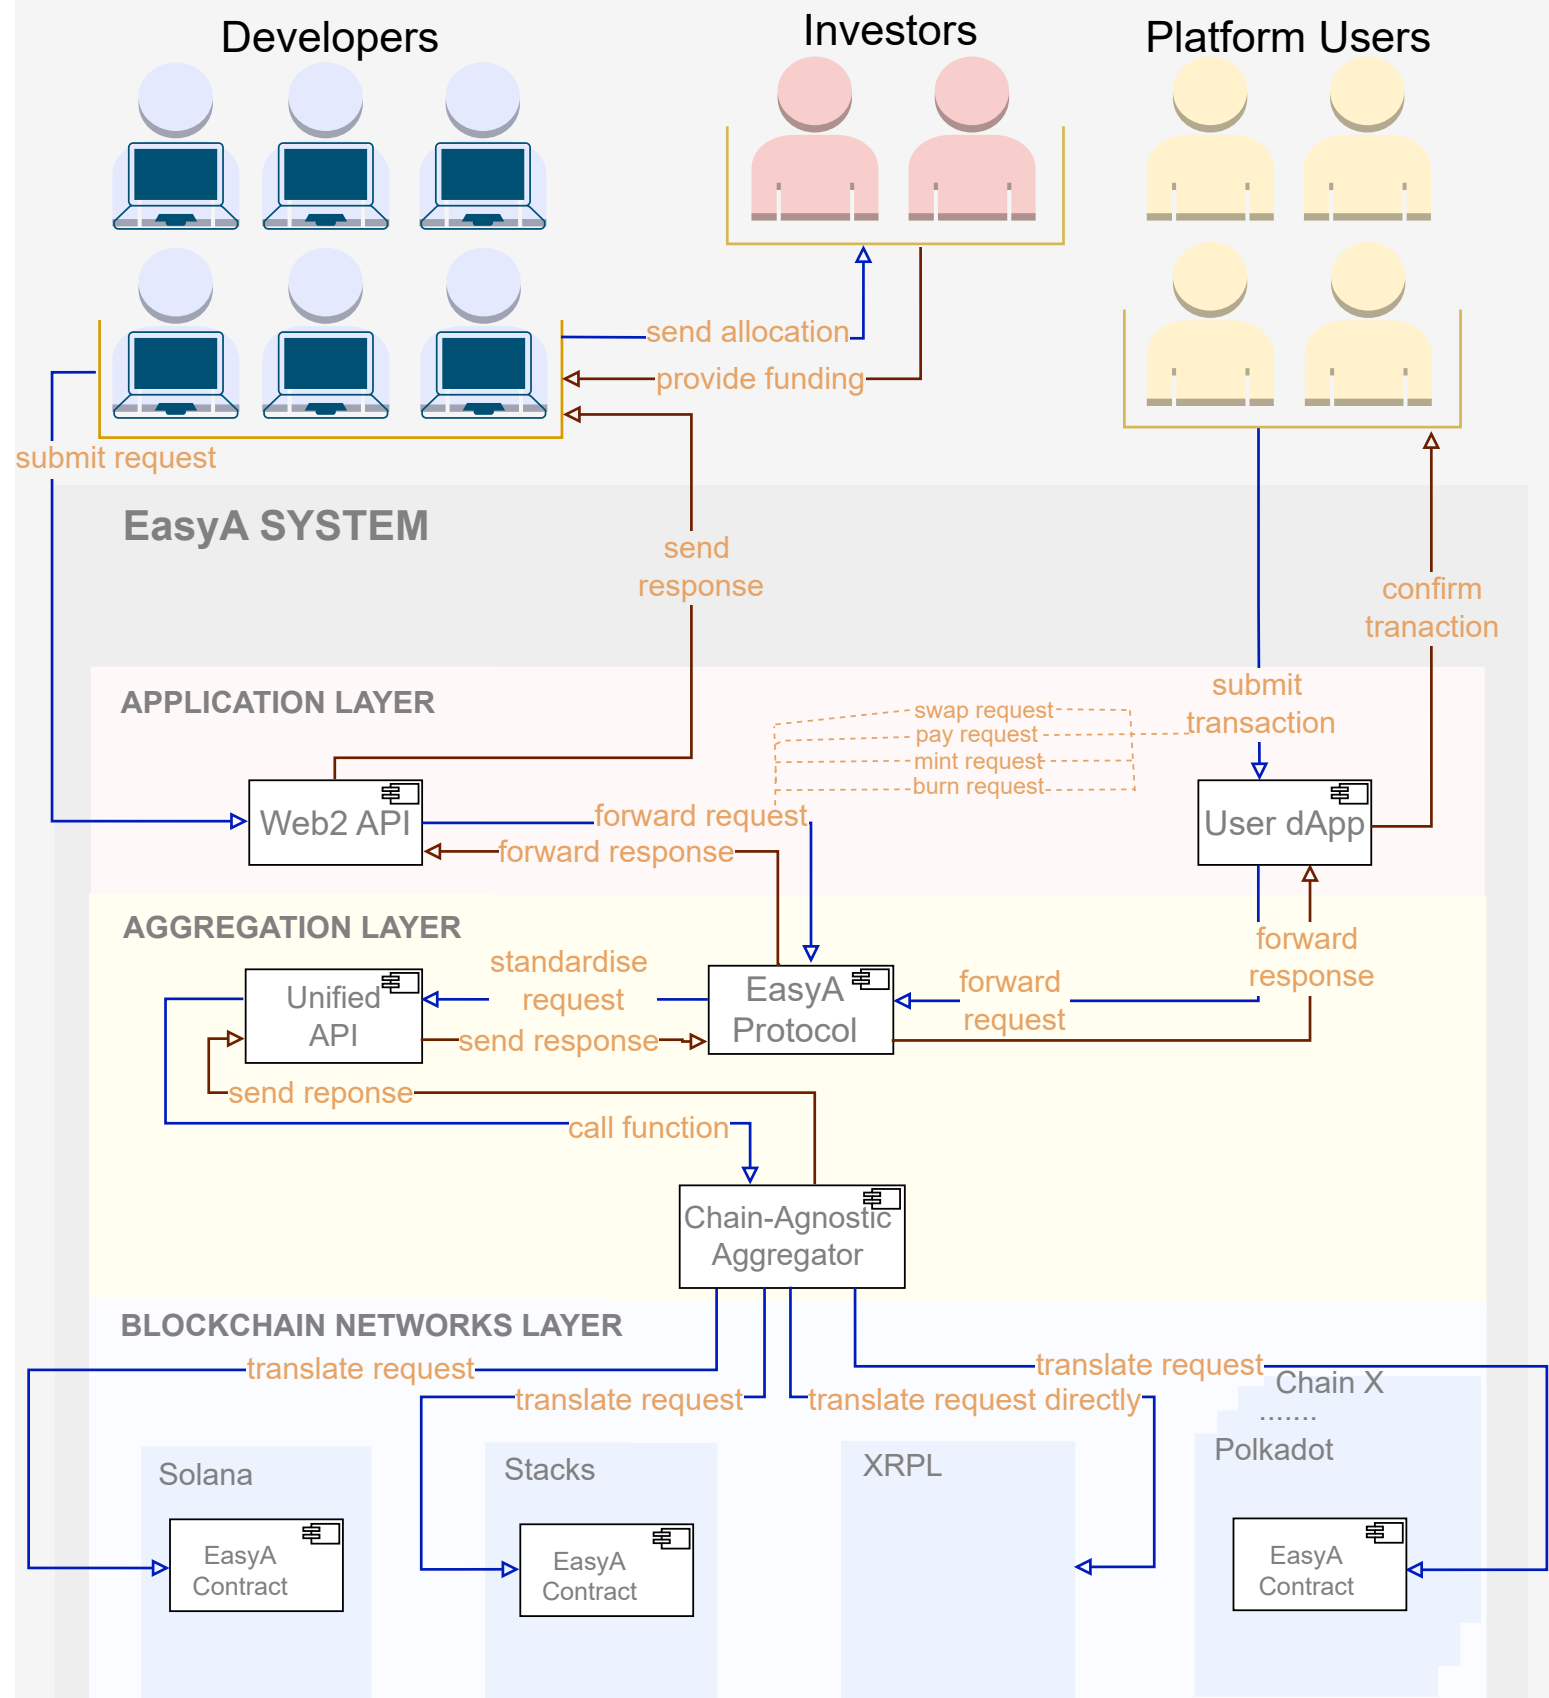 Developers
Investors
Platform Users
send allocation
provide funding
submit request
EasyA SYSTEM
send
response
confirm
tranaction
submit
transaction
APPLICATION LAYER
swap request
pay request
mint request
burn request
Web2 API
forward request
forward response
User dApp
AGGREGATION LAYER
standardise
request
Unified
API
send response
EasyA
Protocol
forward
request
forward
response
send reponse
call function
Chain-Agnostic
Aggregator
BLOCKCHAIN NETWORKS LAYER
translate request
translate request
translate request directly
translate request
Chain X
.......
Polkadot
Solana
Stacks
XRPL
EasyA
Contract
EasyA
Contract
EasyA
Contract